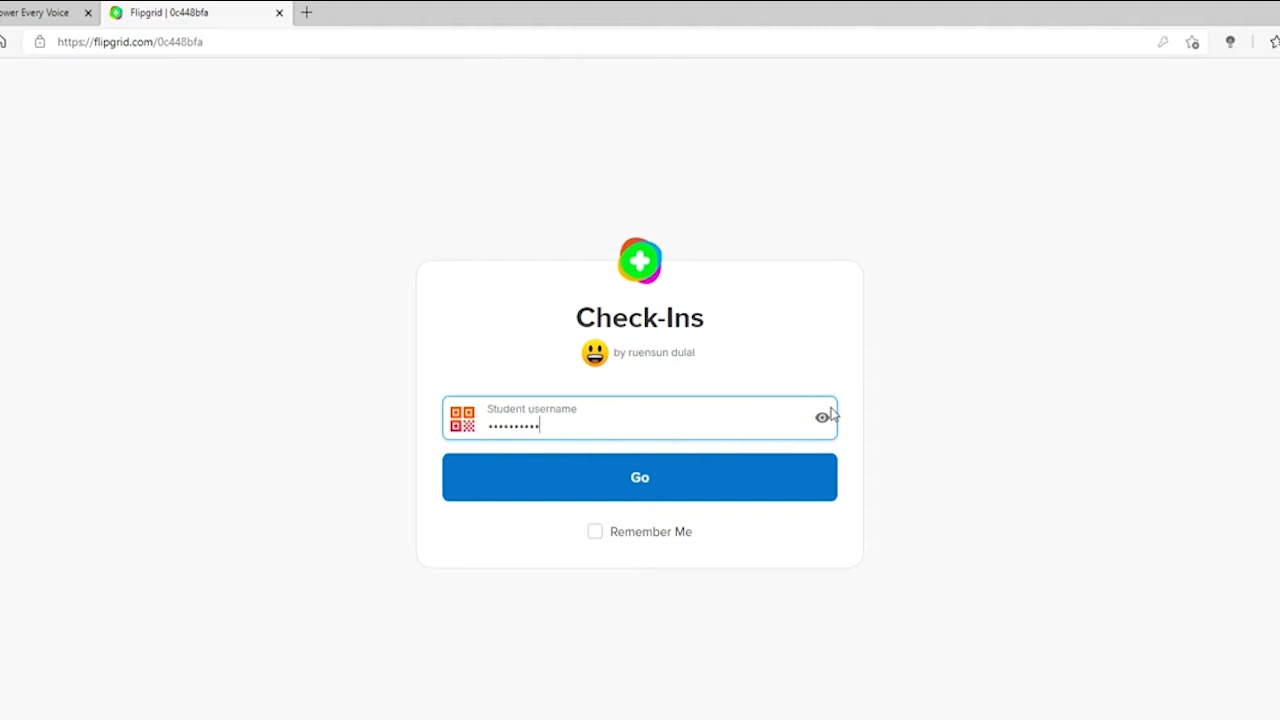 ower Every Voice
Flipgrid | 0c448bfa
https://flipgrid.com/0c448bfa
Check-Ins
by ruensun dulal
Student username
••••••••••
Go
Remember Me